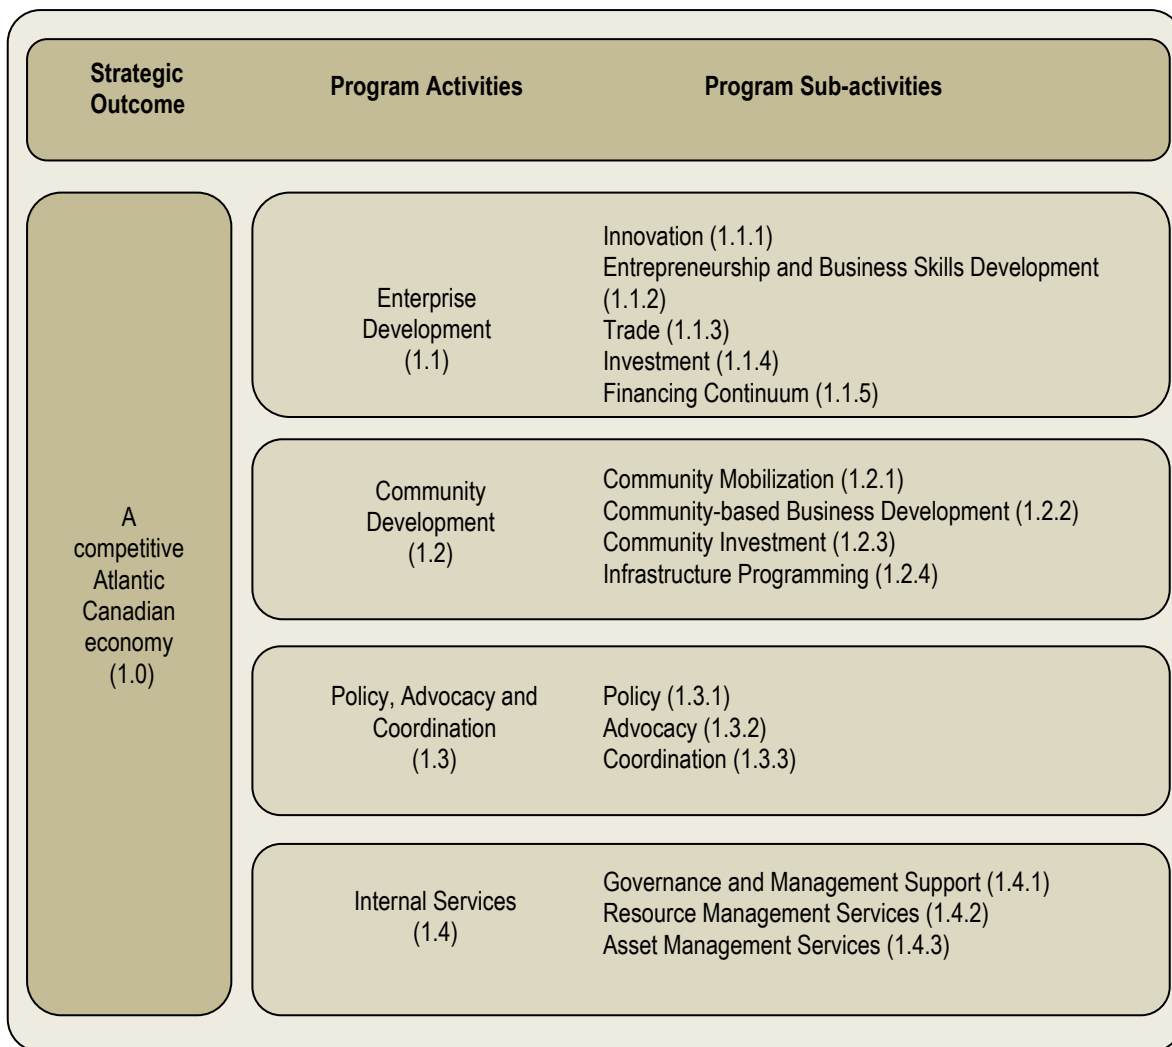 Strategic
Outcome
Program Activities
Program Sub-activities
A
competitive
Atlantic
Canadian
economy
(1.0)
Enterprise
Development
(1.1)
Innovation (1.1.1)
Entrepreneurship and Business Skills Development
(1.1.2)
Trade (1.1.3)
Investment (1.1.4)
Financing Continuum (1.1.5)
Community
Development
(1.2)
Community Mobilization (1.2.1)
Community-based Business Development (1.2.2)
Community Investment (1.2.3)
Infrastructure Programming (1.2.4)
Policy, Advocacy and
Coordination
(1.3)
Policy (1.3.1)
Advocacy (1.3.2)
Coordination (1.3.3)
Internal Services
(1.4)
Governance and Management Support (1.4.1)
Resource Management Services (1.4.2)
Asset Management Services (1.4.3)